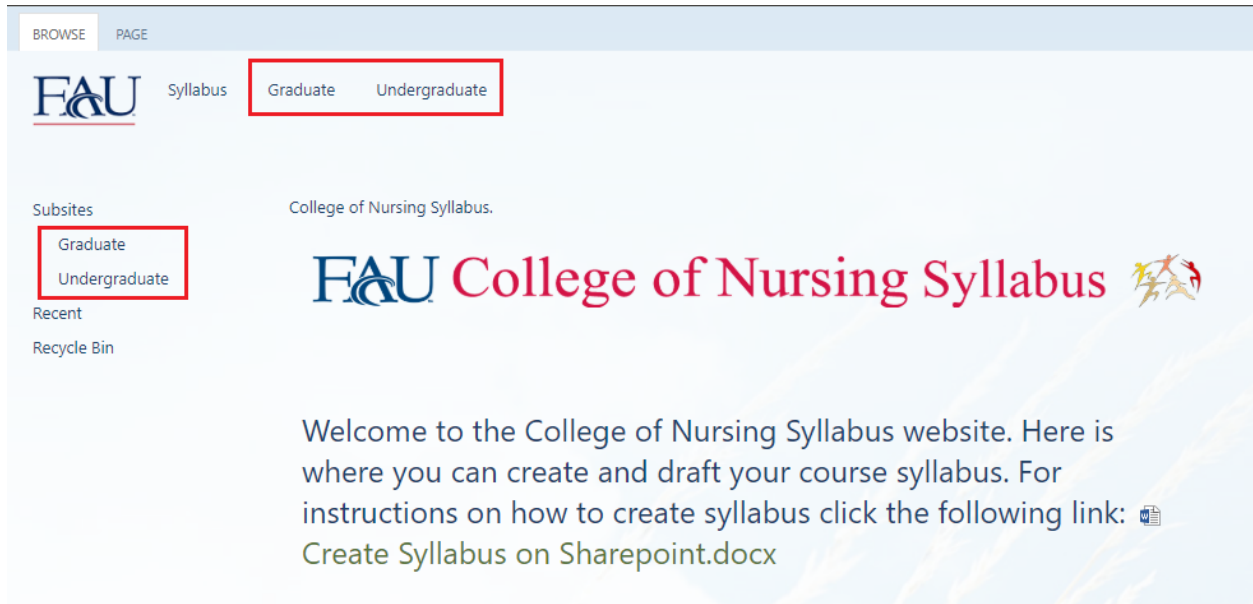 BROWSE PAGE
FAU Syllabus Graduate Undergraduate
Subsites
Graduate
Undergraduate
Recent
Recycle Bin
College of Nursing Syllabus.
FAU College of Nursing Syllabus
Welcome to the College of Nursing Syllabus website. Here is
where you can create and draft your course syllabus. For
instructions on how to create syllabus click the following link:
Create Syllabus on Sharepoint.docx